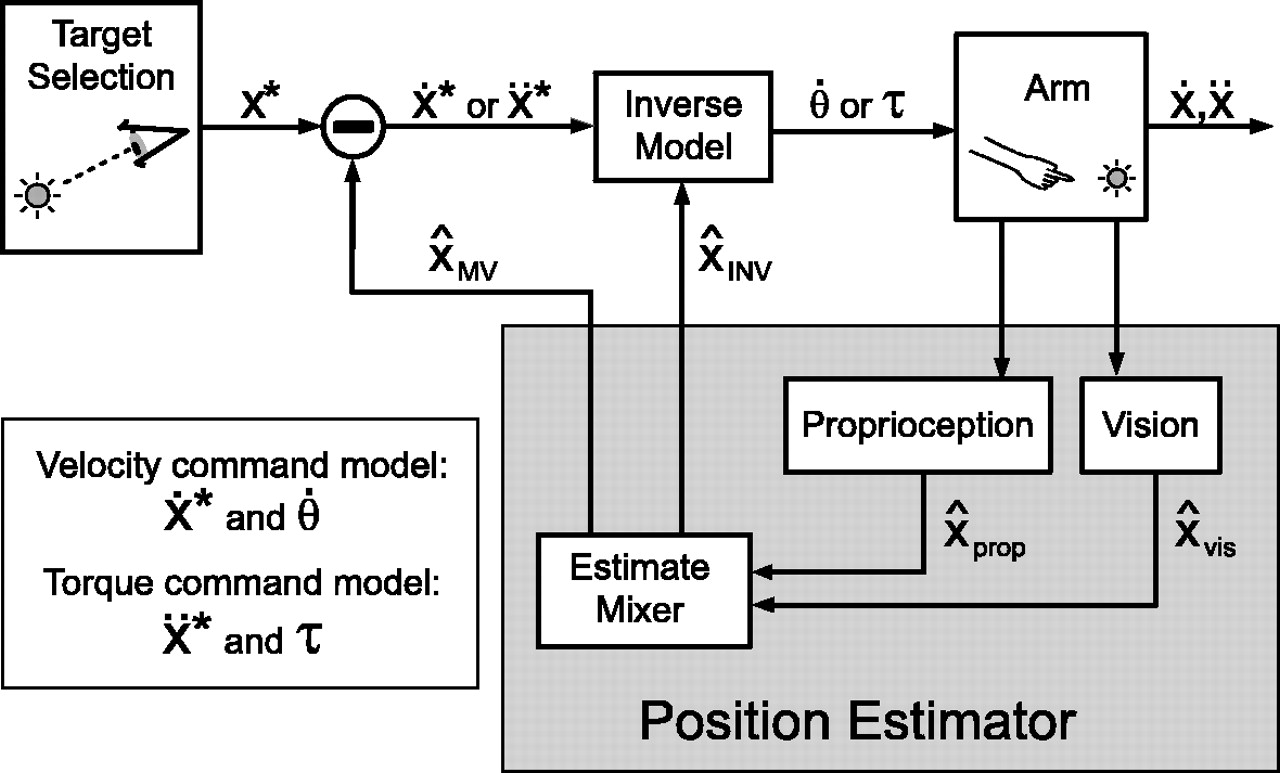 Target
Selection
x*
ẋ* or ẍ*
Inverse
Model
θ̇ or τ
Arm
ẋ,ẍ
x̂MV
x̂INV
Proprioception
Vision
Velocity command model:
ẋ* and θ̇
Torque command model:
ẍ* and τ
x̂prop
x̂vis
Estimate
Mixer
Position Estimator